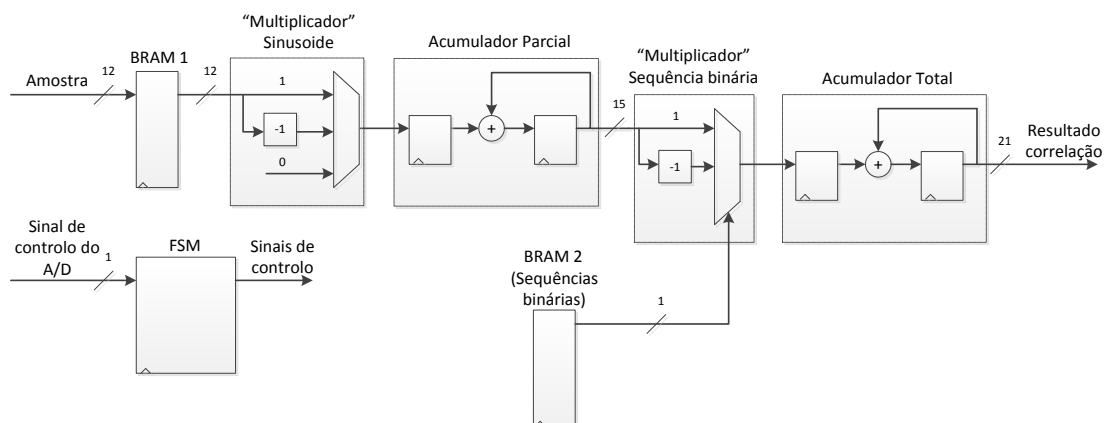 “Multiplicador”
Sinusoide
Acumulador Parcial
“Multiplicador”
Sequência binária
Acumulador Total
BRAM 1
Amostra
12
12
1
-1
0
+
15
1
-1
+
21
Resultado
correlação
Sinal de
controlo do
A/D
1
FSM
Sinais de
controlo
BRAM 2
(Sequências
binárias)
1